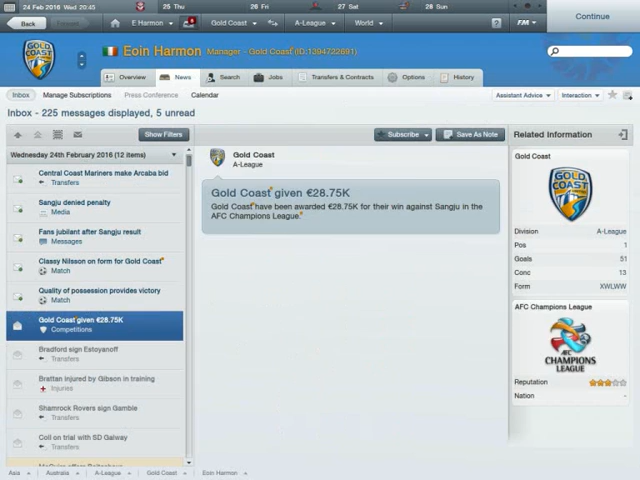 24 Feb 2016 Wed 20:45
25 Thu
26 Fri
27 Sat
28 Sun
Back
E Harmon
Gold Coast
A-League
World
?
FM
Continue
GOLD COAST
Eoin Harmon Manager - Gold Coast (ID:1394722691)
Overview
News
Search
Jobs
Transfers & Contracts
Options
History
Inbox
Manage Subscriptions
Press Conference
Calendar
Assistant Advice
Interaction
Inbox - 225 messages displayed, 5 unread
Show Filters
Subscribe
Save As Note
Related Information
Wednesday 24th February 2016 (12 items)
Central Coast Mariners make Arcaba bid
Transfers
Sangju denied penalty
Media
Fans jubilant after Sangju result
Messages
Classy Nilsson on form for Gold Coast
Match
Quality of possession provides victory
Match
Gold Coast given €28.75K
Competitions
Bradford sign Estoyanoff
Transfers
Brattan injured by Gibson in training
Injuries
Shamrock Rovers sign Gamble
Transfers
Coll on trial with SD Galway
Transfers
Gold Coast
A-League
Gold Coast given €28.75K
Gold Coast have been awarded €28.75K for their win against Sangju in the
AFC Champions League.
Gold Coast
GOLD COAST
Division A-League
Pos 1
Goals 51
Conc 13
Form XWLWW
AFC Champions League
AFC
CHAMPIONS
LEAGUE
Reputation
Nation -
Asia
Australia
A-League
Gold Coast
Eoin Harmon